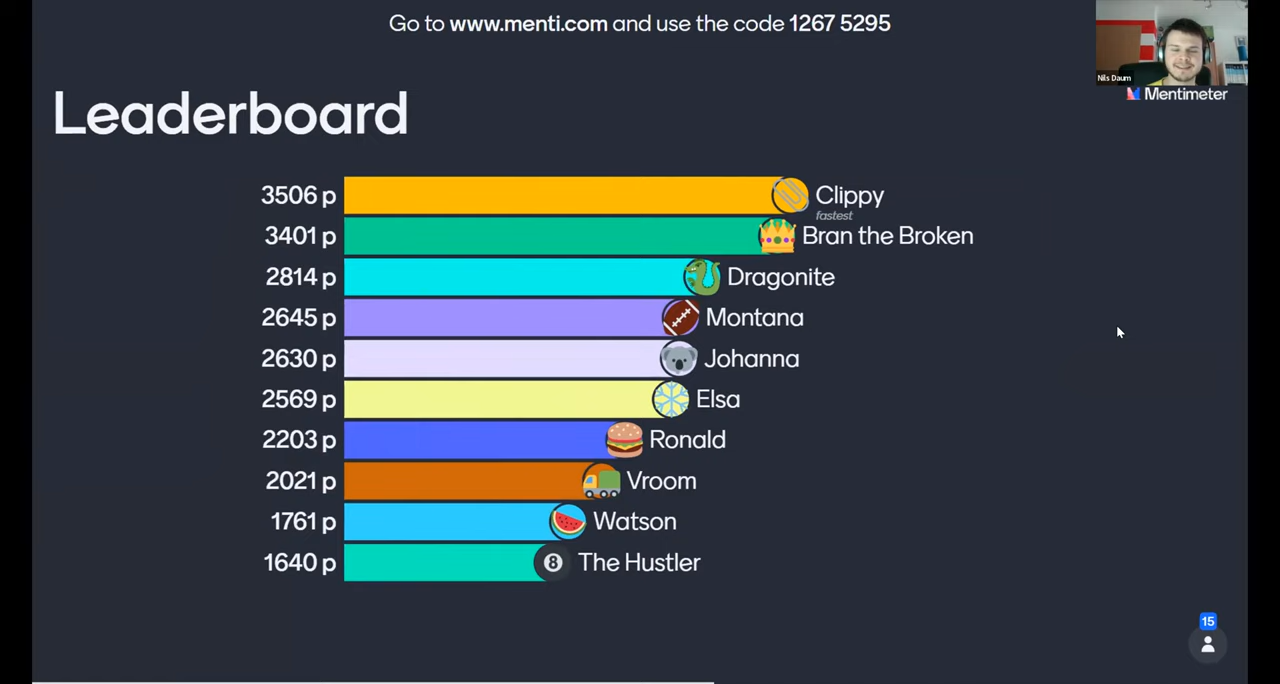 Go to www.menti.com and use the code 1267 5295
Nils Daum
Mentimeter
Leaderboard
3506 p Clippy
fastest
3401 p Bran the Broken
2814 p Dragonite
2645 p Montana
2630 p Johanna
2569 p Elsa
2203 p Ronald
2021 p Vroom
1761 p Watson
1640 p 8 The Hustler
15